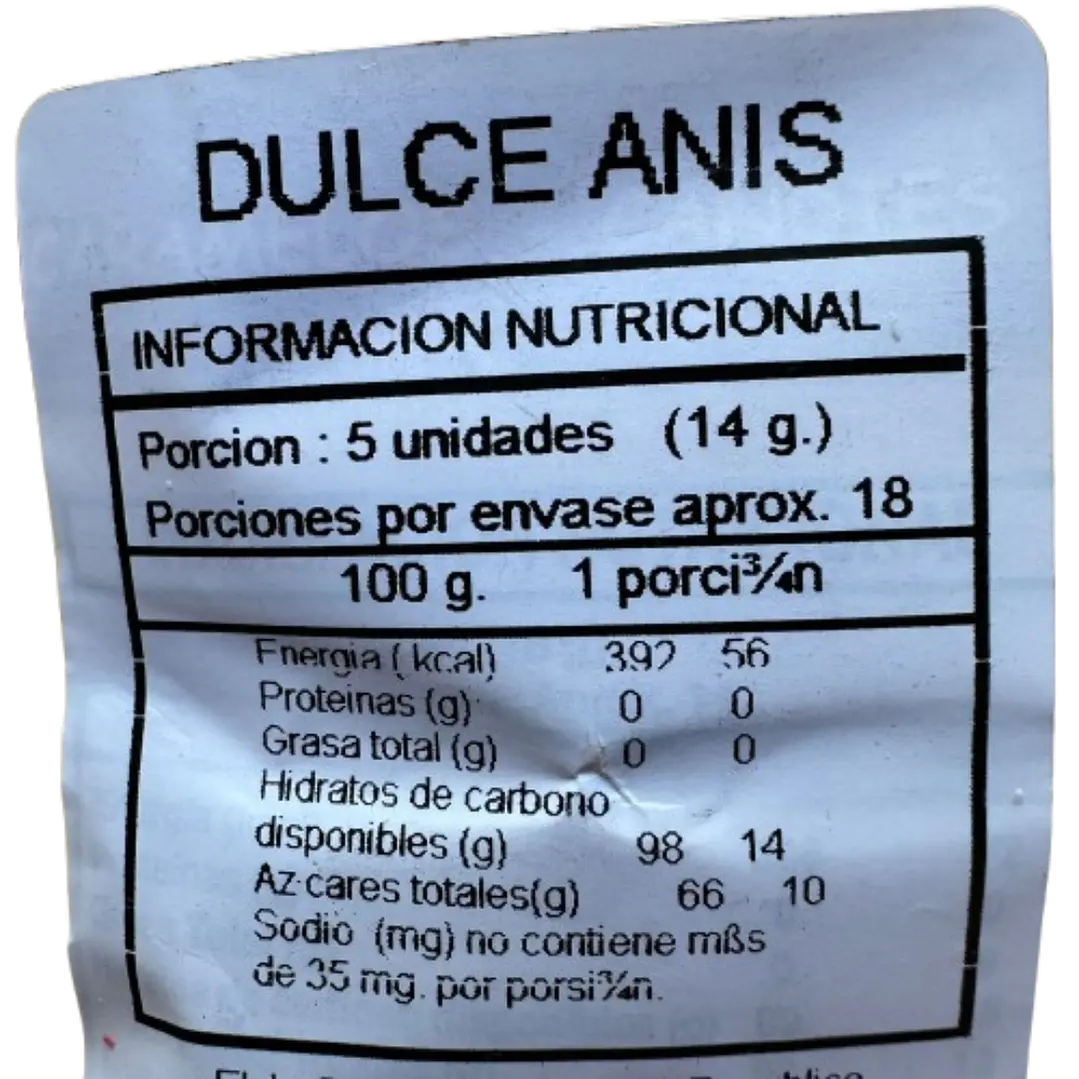 DULCE ANIS
INFORMACION NUTRICIONAL
Porcion : 5 unidades (14 g.)
Porciones por envase aprox. 18
100 g. 1 porci¾n
Energia ( kcal) 392 56
Proteinas (g) 0 0
Grasa total (g) 0 0
Hidratos de carbono
disponibles (g) 98 14
Az·cares totales(g) 66 10
Sodio (mg) no contiene mßs
de 35 mg. por porsi¾n.